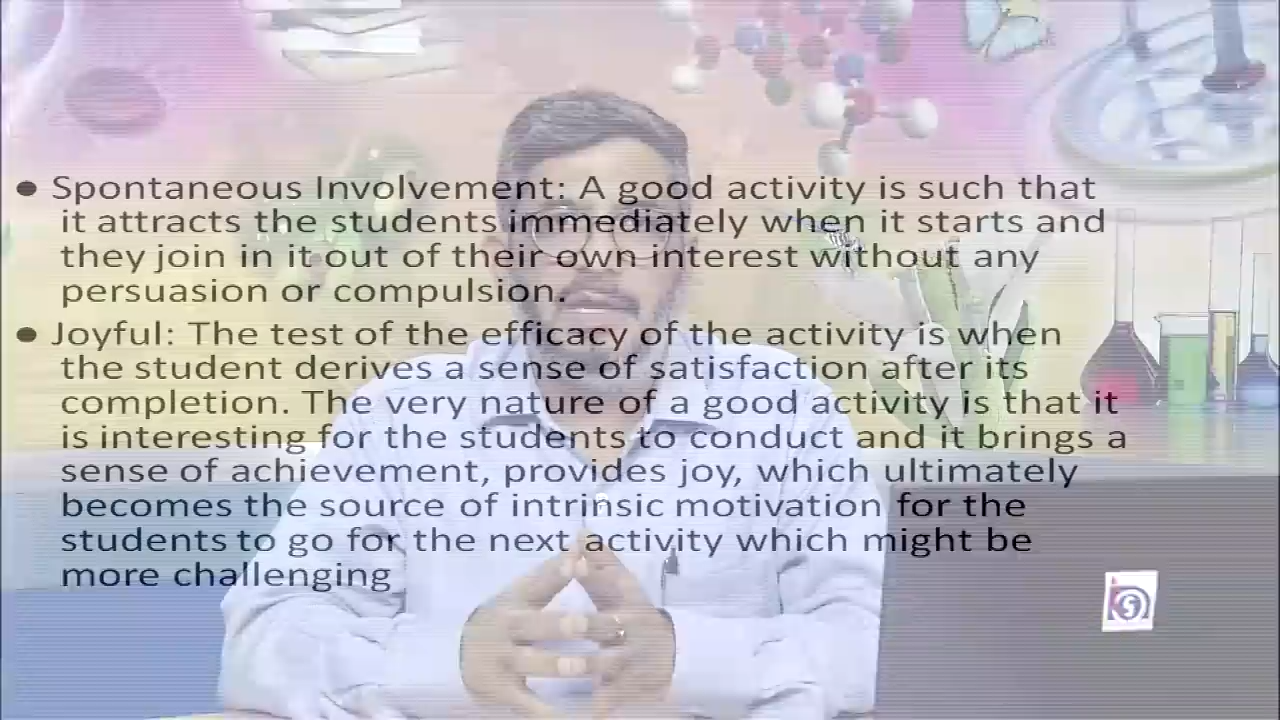 ● Spontaneous Involvement: A good activity is such that
it attracts the students immediately when it starts and
they join in it out of their own interest without any
persuasion or compulsion.
● Joyful: The test of the efficacy of the activity is when
the student derives a sense of satisfaction after its
completion. The very nature of a good activity is that it
is interesting for the students to conduct and it brings a
sense of achievement, provides joy, which ultimately
becomes the source of intrinsic motivation for the
students to go for the next activity which might be
more challenging